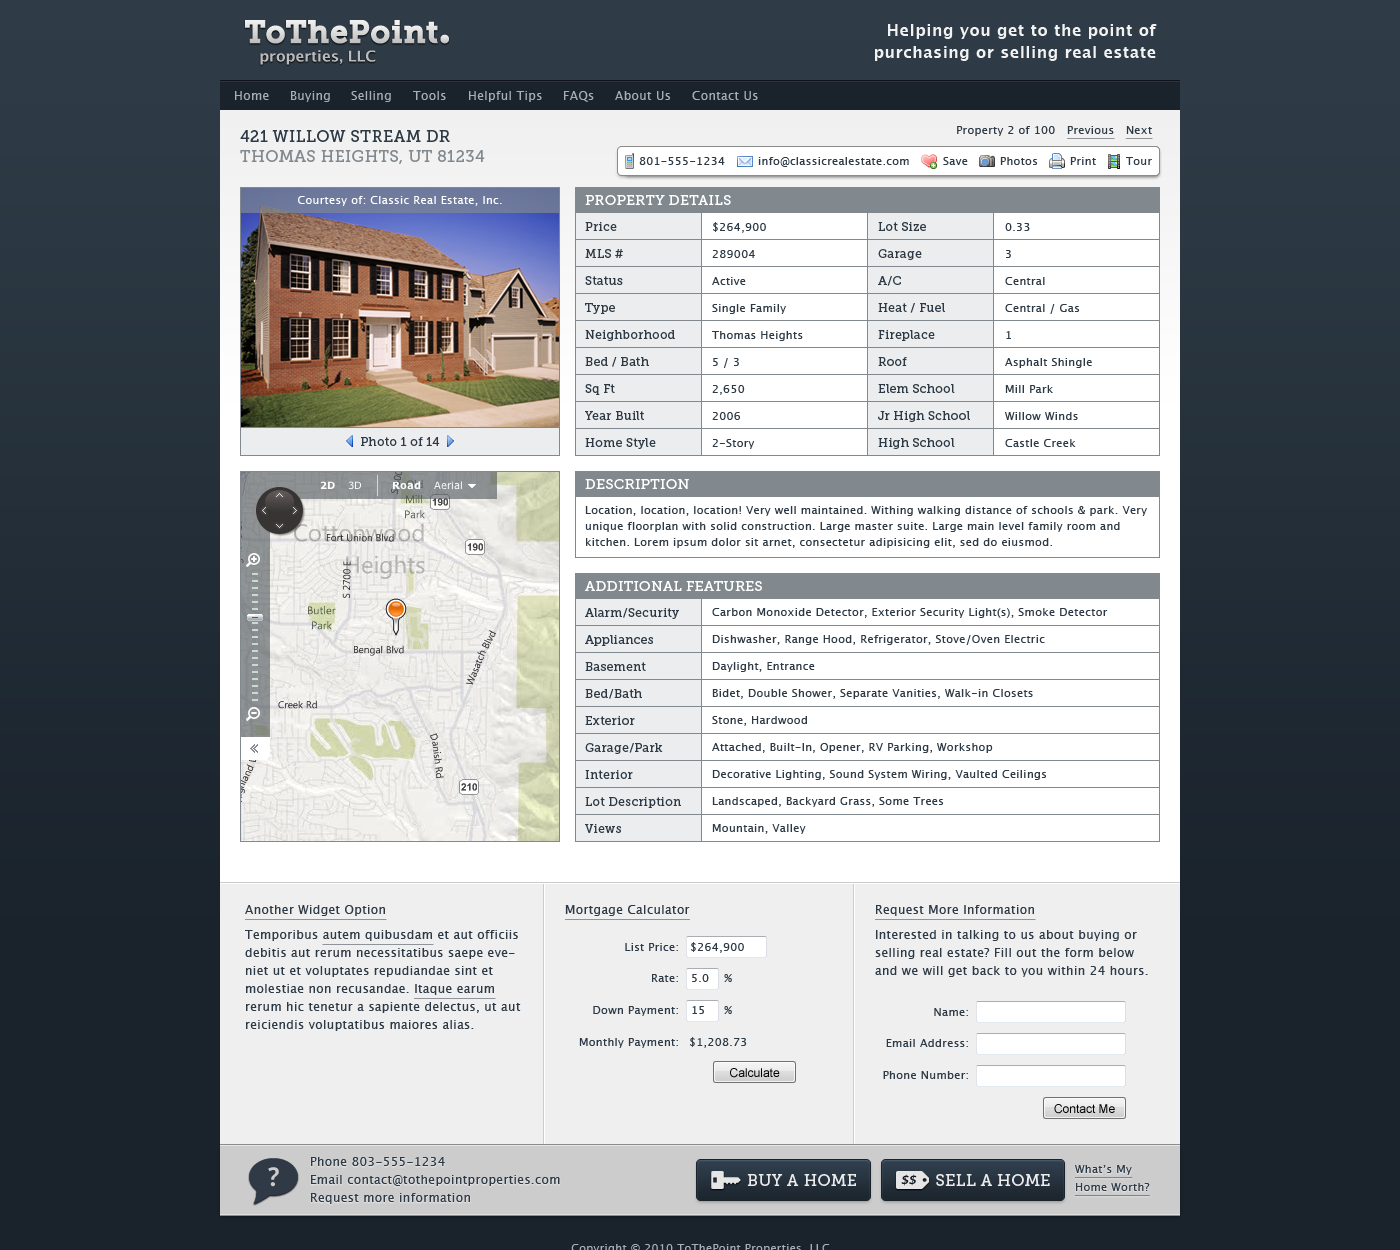 ToThePoint.
properties, LLC
Helping you get to the point of
purchasing or selling real estate
Home Buying Selling Tools Helpful Tips FAQs About Us Contact Us
421 WILLOW STREAM DR
THOMAS HEIGHTS, UT 81234
Property 2 of 100 Previous Next
801-555-1234 info@classicrealestate.com Save Photos Print Tour
Courtesy of: Classic Real Estate, Inc.
Photo 1 of 14
PROPERTY DETAILS
Price $264,900 Lot Size 0.33
MLS # 289004 Garage 3
Status Active A/C Central
Type Single Family Heat / Fuel Central / Gas
Neighborhood Thomas Heights Fireplace 1
Bed / Bath 5 / 3 Roof Asphalt Shingle
Sq Ft 2,650 Elem School Mill Park
Year Built 2006 Jr High School Willow Winds
Home Style 2-Story High School Castle Creek
2D 3D Road Aerial
Mill
Park
190
Cottonwood
Heights
Fort Union Blvd
190
S 2700 E
Butler
Park
Bengal Blvd
Wasatch Blvd
Creek Rd
Danish Rd
210
DESCRIPTION
Location, location, location! Very well maintained. Withing walking distance of schools & park. Very
unique floorplan with solid construction. Large master suite. Large main level family room and
kitchen. Lorem ipsum dolor sit arnet, consectetur adipisicing elit, sed do eiusmod.
ADDITIONAL FEATURES
Alarm/Security Carbon Monoxide Detector, Exterior Security Light(s), Smoke Detector
Appliances Dishwasher, Range Hood, Refrigerator, Stove/Oven Electric
Basement Daylight, Entrance
Bed/Bath Bidet, Double Shower, Separate Vanities, Walk-in Closets
Exterior Stone, Hardwood
Garage/Park Attached, Built-In, Opener, RV Parking, Workshop
Interior Decorative Lighting, Sound System Wiring, Vaulted Ceilings
Lot Description Landscaped, Backyard Grass, Some Trees
Views Mountain, Valley
Another Widget Option
Temporibus autem quibusdam et aut officiis
debitis aut rerum necessitatibus saepe eve-
niet ut et voluptates repudiandae sint et
molestiae non recusandae. Itaque earum
rerum hic tenetur a sapiente delectus, ut aut
reiciendis voluptatibus maiores alias.
Mortgage Calculator
List Price: $264,900
Rate: 5.0 %
Down Payment: 15 %
Monthly Payment: $1,208.73
Calculate
Request More Information
Interested in talking to us about buying or
selling real estate? Fill out the form below
and we will get back to you within 24 hours.
Name:
Email Address:
Phone Number:
Contact Me
?
Phone 803-555-1234
Email contact@tothepointproperties.com
Request more information
BUY A HOME
$$ SELL A HOME
What's My
Home Worth?
Copyright © 2010 ToThePoint Properties, LLC